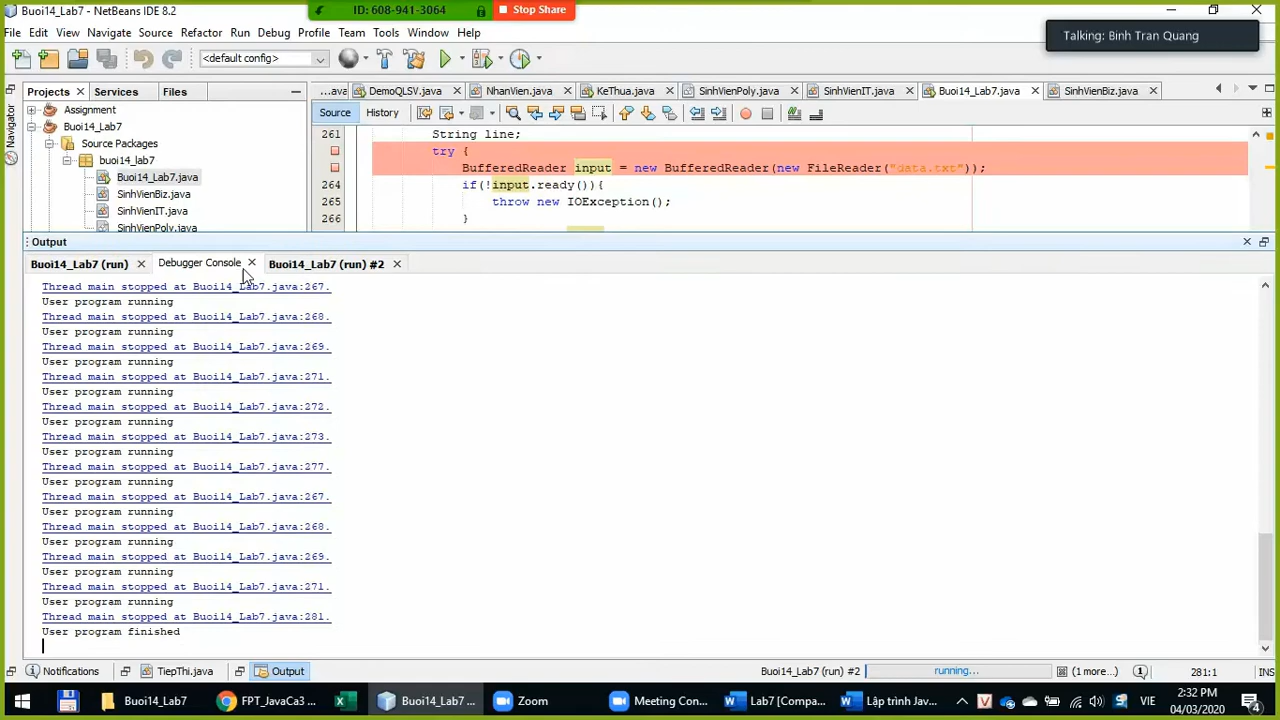 Buoi14_Lab7 - NetBeans IDE 8.2
ID: 608-941-3064
Stop Share
File Edit View Navigate Source Refactor Run Debug Profile Team Tools Window Help
Talking: Binh Tran Quang
<default config>
Projects Services Files
...ava DemoQLSV.java NhanVien.java KeThua.java SinhVienPoly.java SinhVienIT.java Buoi14_Lab7.java SinhVienBiz.java
Navigator
Assignment
Buoi14_Lab7
Source Packages
buoi14_lab7
Buoi14_Lab7.java
SinhVienBiz.java
SinhVienIT.java
SinhVienPoly.java
Source History
261 String line;
try {
BufferedReader input = new BufferedReader(new FileReader("data.txt"));
264 if(!input.ready()){
265 throw new IOException();
266 }
Output
Buoi14_Lab7 (run) Debugger Console Buoi14_Lab7 (run) #2
Thread main stopped at Buoi14_Lab7.java:267.
User program running
Thread main stopped at Buoi14_Lab7.java:268.
User program running
Thread main stopped at Buoi14_Lab7.java:269.
User program running
Thread main stopped at Buoi14_Lab7.java:271.
User program running
Thread main stopped at Buoi14_Lab7.java:272.
User program running
Thread main stopped at Buoi14_Lab7.java:273.
User program running
Thread main stopped at Buoi14_Lab7.java:277.
User program running
Thread main stopped at Buoi14_Lab7.java:267.
User program running
Thread main stopped at Buoi14_Lab7.java:268.
User program running
Thread main stopped at Buoi14_Lab7.java:269.
User program running
Thread main stopped at Buoi14_Lab7.java:271.
User program running
Thread main stopped at Buoi14_Lab7.java:281.
User program finished
Notifications TiepThi.java Output Buoi14_Lab7 (run) #2 running... (1 more...) 281:1 INS
Buoi14_Lab7 FPT_JavaCa3 ... Buoi14_Lab7 ... Zoom Meeting Con... Lab7 [Compa... Lập trình Jav... VIE
2:32 PM
04/03/2020
4